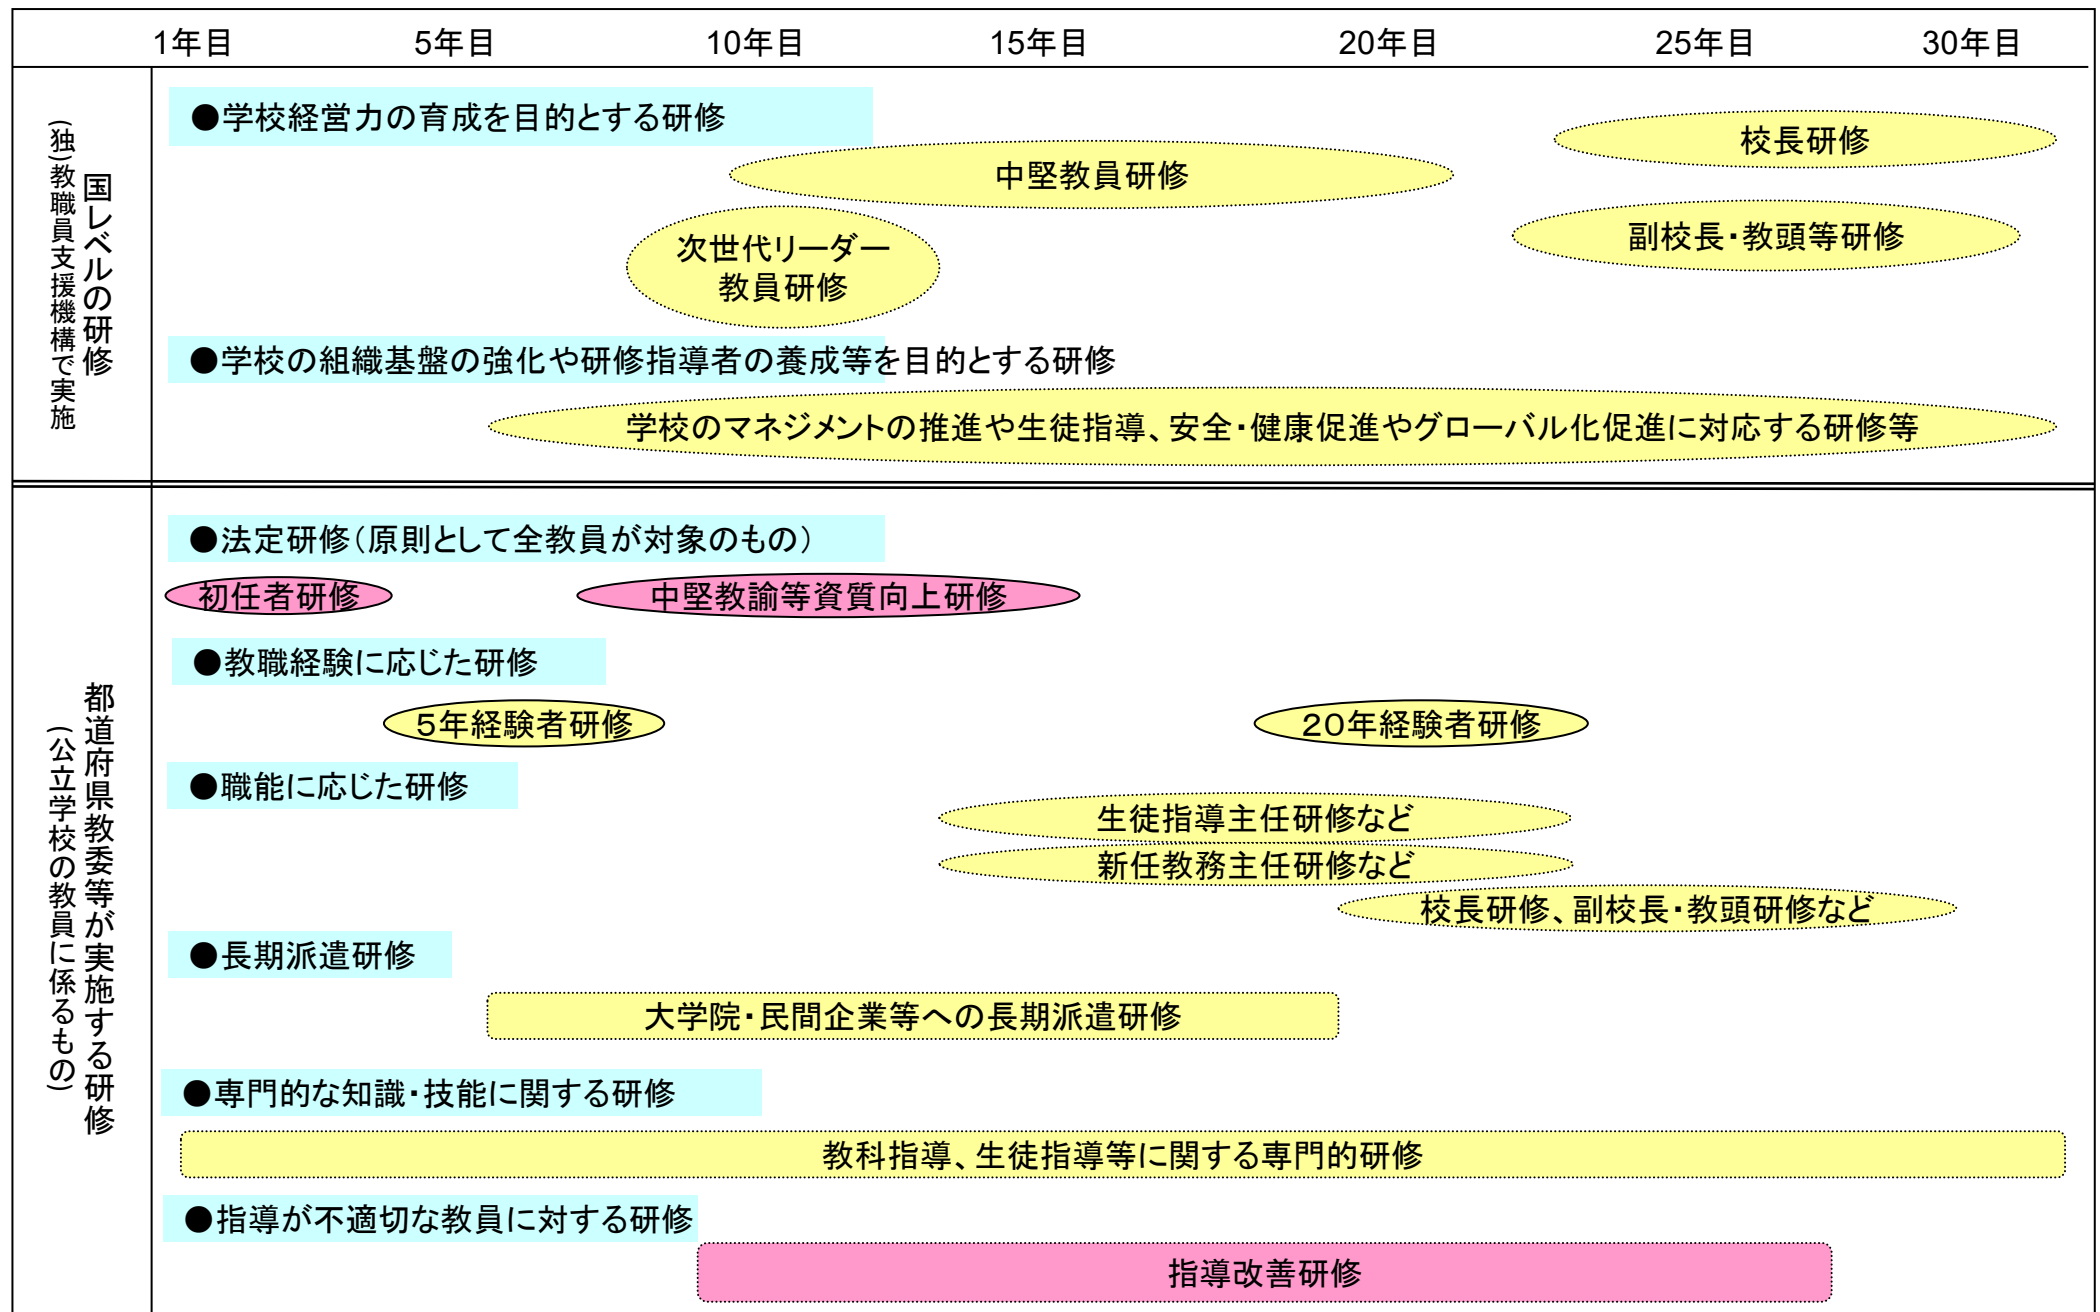 1年目 5年目 10年目 15年目 20年目 25年目 30年目
国レベルの研修
(独)教職員支援機構で実施
●学校経営力の育成を目的とする研修
校長研修
中堅教員研修
副校長・教頭等研修
次世代リーダー
教員研修
●学校の組織基盤の強化や研修指導者の養成等を目的とする研修
学校のマネジメントの推進や生徒指導、安全・健康促進やグローバル化促進に対応する研修等
都道府県教委等が実施する研修
(公立学校の教員に係るもの)
●法定研修(原則として全教員が対象のもの)
初任者研修
中堅教諭等資質向上研修
●教職経験に応じた研修
5年経験者研修
20年経験者研修
●職能に応じた研修
生徒指導主任研修など
新任教務主任研修など
校長研修、副校長・教頭研修など
●長期派遣研修
大学院・民間企業等への長期派遣研修
●専門的な知識・技能に関する研修
教科指導、生徒指導等に関する専門的研修
●指導が不適切な教員に対する研修
指導改善研修